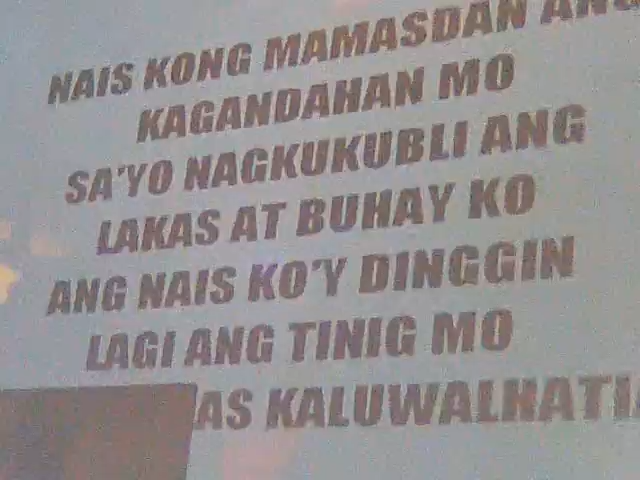 NAIS KONG MAMASDAN ANG
KAGANDAHAN MO
SA'YO NAGKUKUBLI ANG
LAKAS AT BUHAY KO
ANG NAIS KO'Y DINGGIN
LAGI ANG TINIG MO